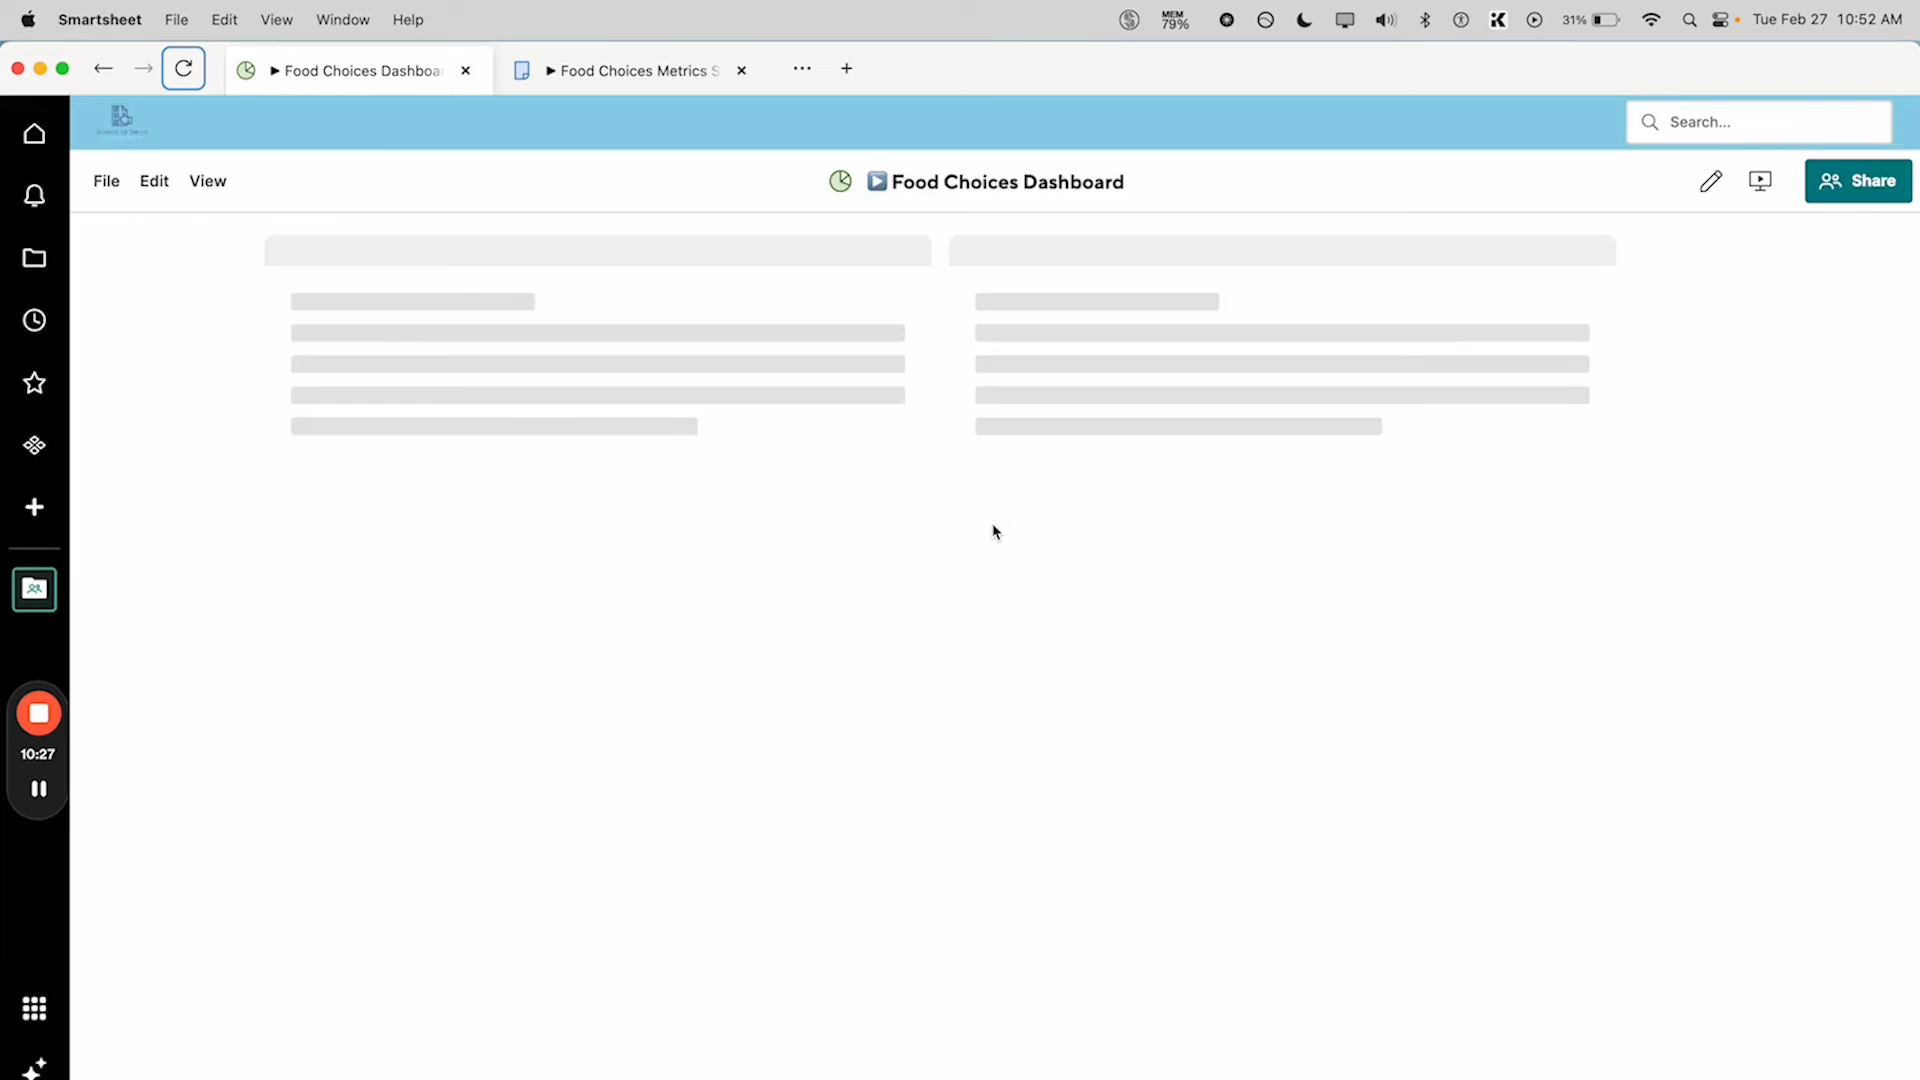 Smartsheet File Edit View Window Help MEM 79% 31% Tue Feb 27 10:52 AM
▶ Food Choices Dashboa
▶ Food Choices Metrics S
Search...
File Edit View
Food Choices Dashboard
Share
10:27